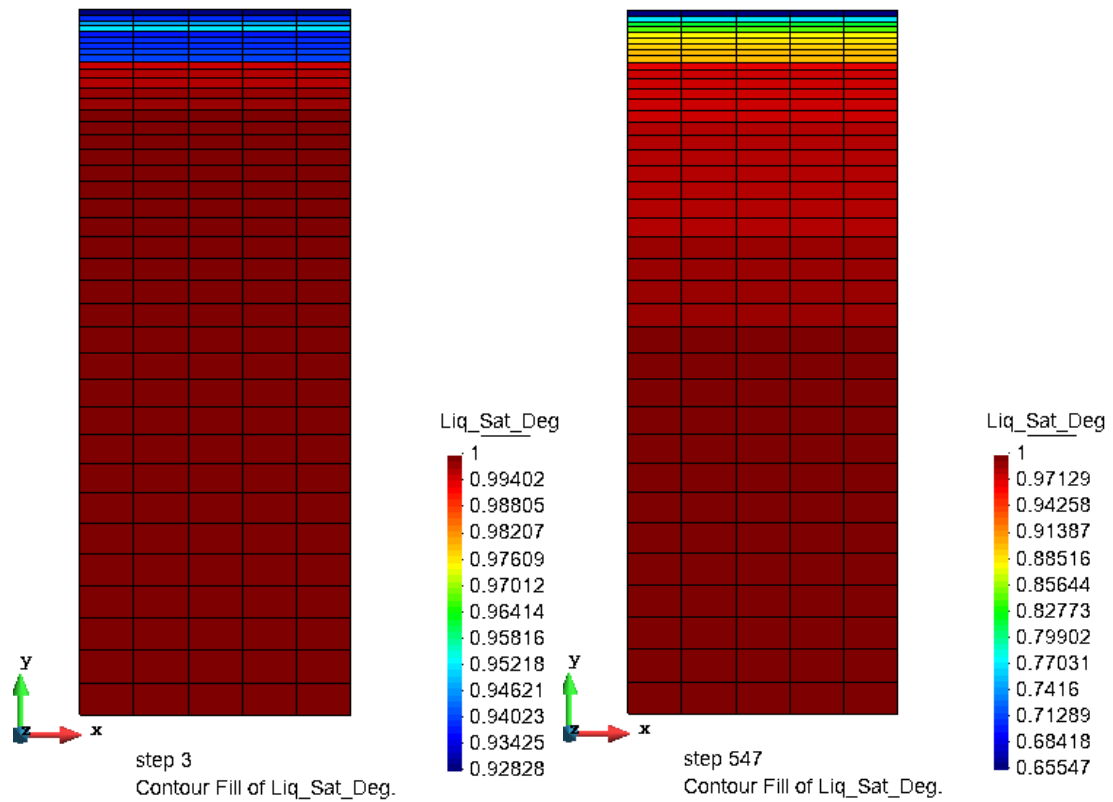 Liq_Sat_Deg
1
0.99402
0.98805
0.98207
0.97609
0.97012
0.96414
0.95816
0.95218
0.94621
0.94023
0.93425
0.92828
y
z
x
step 3
Contour Fill of Liq_Sat_Deg.
Liq_Sat_Deg
1
0.97129
0.94258
0.91387
0.88516
0.85644
0.82773
0.79902
0.77031
0.7416
0.71289
0.68418
0.65547
y
z
x
step 547
Contour Fill of Liq_Sat_Deg.